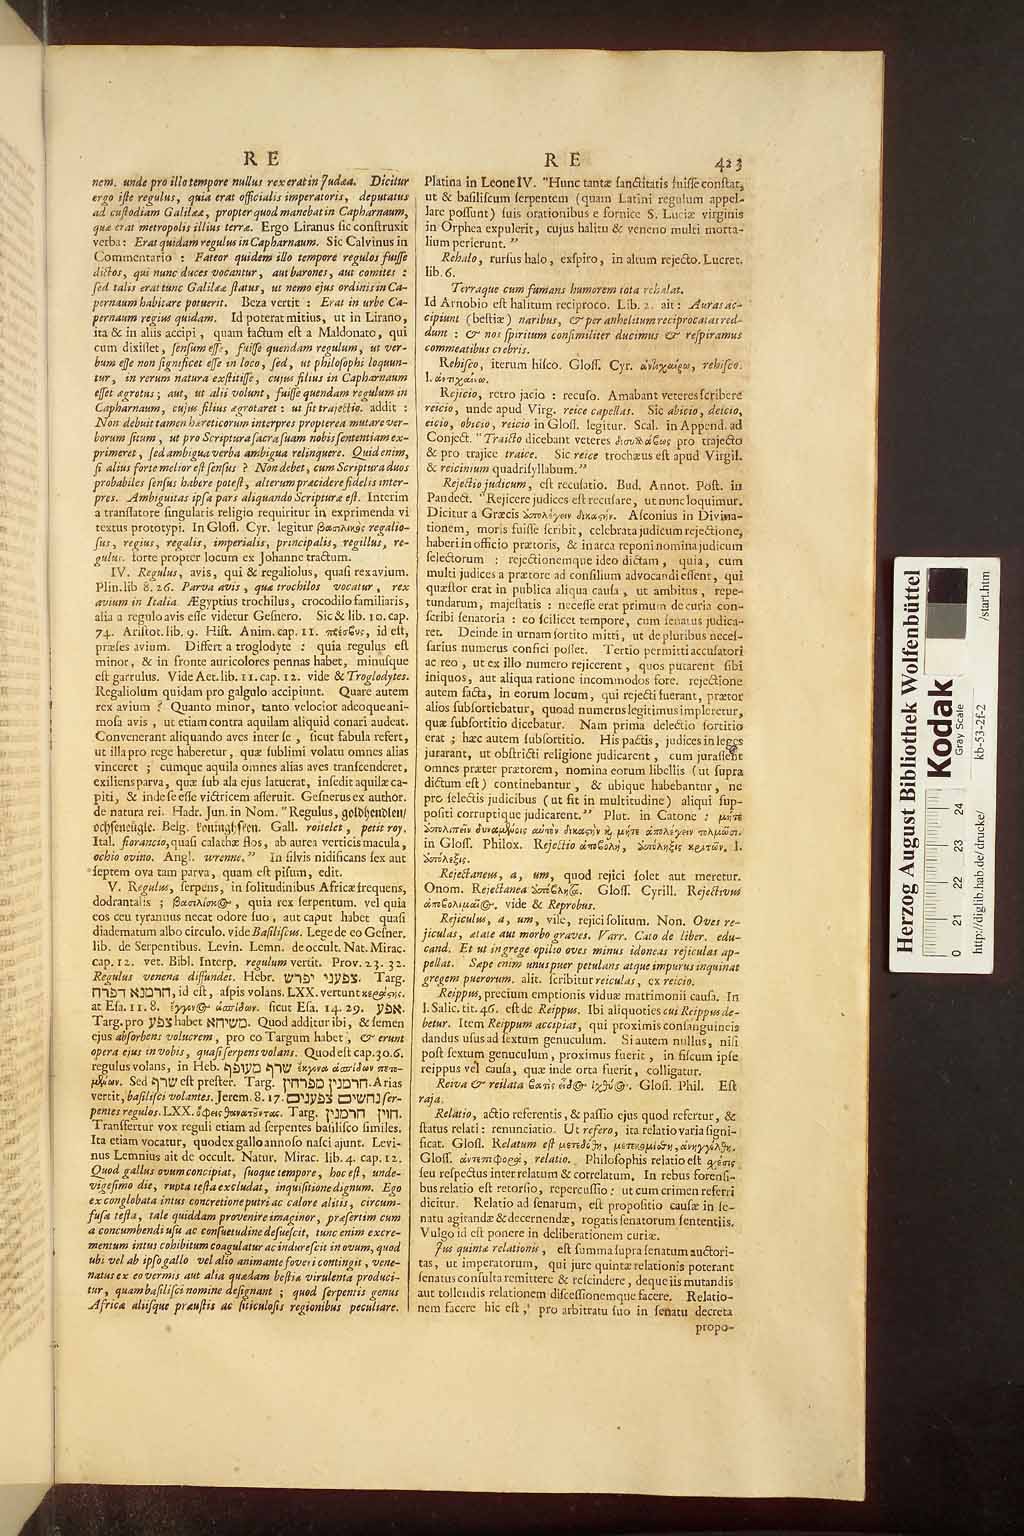 R E
nem. unde pro illo tempore nullus rex erat in Judæa. Dicitur
ergo iste regulus, quia erat officialis imperatoris, deputatus
ad custodiam Galilææ, propter quod manebat in Capharnaum,
quæ erat metropolis illius terræ. Ergo Liranus sic construxit
verba: Erat quidam regulus in Capharnaum. Sic Calvinus in
Commentario : Fateor quidem illo tempore regulos fuisse
dictos, qui nunc duces vocantur, aut barones, aut comites :
sed talis erat tunc Galilææ status, ut nemo ejus ordinis in Ca-
pernaum habitare potuerit. Beza vertit : Erat in urbe Ca-
pernaum regius quidam. Id poterat mitius, ut in Lirano,
ita & in aliis accipi, quam factum est a Maldonato, qui
cum dixisset, sensum esse, fuisse quendam regulum, ut ver-
bum esse non significet esse in loco, sed, ut philosophi loquun-
tur, in rerum natura exstitisse, cujus filius in Capharnaum
esset ægrotus; aut, ut alii volunt, fuisse quendam regulum in
Capharnaum, cujus filius ægrotaret : ut sit trajectio. addit :
Non debuit tamen hæreticorum interpres propterea mutare ver-
borum situm, ut pro Scriptura sacra suam nobis sententiam ex-
primeret, sed ambigua verba ambigua relinquere. Quid enim,
si alius forte melior est sensus ? Non debet, cum Scriptura duos
probabiles sensus habere potest, alterum præcidere fidelis inter-
pres. Ambiguitas ipsa pars aliquando Scripturæ est. Interim
a translatore singularis religio requiritur in exprimenda vi
textus prototypi. In Gloss. Cyr. legitur βασιλικὸς regalio-
sus, regius, regalis, imperialis, principalis, regillus, re-
gulus. forte propter locum ex Johanne tractum.
IV. Regulus, avis, qui & regaliolus, quasi rex avium.
Plin. lib 8. 26. Parva avis, quæ trochilos vocatur, rex
avium in Italia. Ægyptius trochilus, crocodilo familiaris,
alia a regulo avis esse videtur Gesnero. Sic & lib. 10. cap.
74. Aristot. lib. 9. Hist. Anim. cap. 11. πρέσβυς, id est,
præses avium. Differt a troglodyte : quia regulus est
minor, & in fronte auricolores pennas habet, minusque
est garrulus. Vide Aet. lib. 11. cap. 12. vide & Troglodytes.
Regaliolum quidam pro galgulo accipiunt. Quare autem
rex avium ? Quanto minor, tanto velocior adeoque ani-
mosa avis, ut etiam contra aquilam aliquid conari audeat.
Convenerant aliquando aves inter se, sicut fabula refert,
ut illa pro rege haberetur, quæ sublimi volatu omnes alias
vinceret ; cumque aquila omnes alias aves transcenderet,
exiliens parva, quæ sub ala ejus latuerat, insedit aquilæ ca-
piti, & inde se esse victricem asseruit. Gesnerus ex author.
de natura rei. Hadr. Jun. in Nom. "Regulus, goldhendlen/
ochseneügle. Belg. Coninghsken. Gall. roitelet, petit roy.
Ital. fiorancio, quasi calathæ flos, ab aurea verticis macula,
ochio ovino. Angl. wrenne." In silvis nidificans sex aut
septem ova tam parva, quam est pisum, edit.
V. Regulus, serpens, in solitudinibus Africæ frequens,
dodrantalis ; βασιλίσκος, quia rex serpentum. vel quia
eos ceu tyrannus necat odore suo, aut caput habet quasi
diadematum albo circulo. vide Basiliscus. Lege de eo Gesner.
lib. de Serpentibus. Levin. Lemn. de occult. Nat. Mirac.
cap. 12. vet. Bibl. Interp. regulum vertit. Prov. 23. 32.
Regulus venena diffundet. Hebr. צפעני יפרש. Targ.
חרמנא דפרח, id est, aspis volans. LXX. vertunt κεράστης.
at Esa. 11. 8. ἔγγονος ἀσπίδων. sicut Esa. 14. 29. אפע.
Targ. pro צפע habet משיחא. Quod additur ibi, & semen
ejus absorbens volucrem, pro eo Targum habet, & erunt
opera ejus in vobis, quasi serpens volans. Quod est cap. 30. 6.
regulus volans, in Heb. שרף מעופף ἔκγονα ἀσπίδων πετο-
μένων. Sed שרף est prester. Targ. חרמנין מפרחין. Arias
vertit, basilisci volantes. Jerem. 8. 17. נחשים צפענים ser-
pentes regulos. LXX. ὄφεις θανατοῦντας. Targ. חוין חרמנין.
Transfertur vox reguli etiam ad serpentes basilisco similes.
Ita etiam vocatur, quod ex gallo annoso nasci ajunt. Levi-
nus Lemnius ait de occult. Natur. Mirac. lib. 4. cap. 12.
Quod gallus ovum concipiat, suoque tempore, hoc est, unde-
vigesimo die, rupta testa excludat, inquisitione dignum. Ego
ex conglobata intus concretione putri ac calore alitis, circum-
fusa testa, tale quiddam provenire imaginor, præsertim cum
a concumbendi usu ac consuetudine desuescit, tunc enim excre-
mentum intus cohibitum coagulatur ac indurescit in ovum, quod
ubi vel ab ipso gallo vel alio animante foveri contingit, vene-
natus ex eo vermis aut alia quædam bestia virulenta produci-
tur, quam basilisci nomine designant ; quod serpentis genus
Africæ aliisque præustis ac siticulosis regionibus peculiare.
R E
423
Platina in Leone IV. "Hunc tantæ sanctitatis fuisse constat,
ut & basiliscum serpentem (quam Latini regulum appel-
lare possunt) suis orationibus e fornice S. Luciæ virginis
in Orphea expulerit, cujus halitu & veneno multi morta-
lium perierunt."
Rehalo, rursus halo, exspiro, in altum rejecto. Lucret.
lib. 6.
Terraque cum fumans humorem tota rehalat.
Id Arnobio est halitum reciproco. Lib. 2. ait : Auras ac-
cipiunt (bestiæ) naribus, & per anhelitum reciprocatas red-
dunt : & nos spiritum consimiliter ducimus & respiramus
commeatibus crebris.
Rehisco, iterum hisco. Gloss. Cyr. ἀντιχαίρω, rehisco.
l. ἀντιχαίνω.
Rejicio, retro jacio : recuso. Amabant veteres scribere
reicio, unde apud Virg. reice capellas. Sic abicio, deicio,
eicio, obicio, reicio in Gloss. legitur. Scal. in Append. ad
Conject. "Traicto dicebant veteres δισυλλάβως pro trajecto
& pro trajice traice. Sic reice trochæus est apud Virgil.
& reicinium quadrisyllabum."
Rejectio judicum, est recusatio. Bud. Annot. Post. in
Pandect. "Rejicere judices est recusare, ut nunc loquimur.
Dicitur a Græcis ἀπολέγειν δικαστὴν. Asconius in Divina-
tionem, moris fuisse scribit, celebrata judicum rejectione,
haberi in officio prætoris, & in area reponi nomina judicum
selectorum : rejectionemque ideo dictam, quia, cum
multi judices a prætore ad consilium advocandi essent, qui
quæstor erat in publica aliqua causa, ut ambitus, repe-
tundarum, majestatis : necesse erat primum de curia con-
scribi senatoria : eo scilicet tempore, cum senatus judica-
ret. Deinde in urnam sortito mitti, ut de pluribus neces-
sarius numerus confici posset. Tertio permitti accusatori
ac reo, ut ex illo numero rejicerent, quos putarent sibi
iniquos, aut aliqua ratione incommodos fore. rejectione
autem facta, in eorum locum, qui rejecti fuerant, prætor
alios subsortiebatur, quoad numerus legitimus impleretur,
quæ subsortitio dicebatur. Nam prima delectio sortitio
erat ; hæc autem subsortitio. His pactis, judices in leges
jurarant, ut obstricti religione judicarent, cum jurassent
omnes præter prætorem, nomina eorum libellis (ut supra
dictum est) continebantur, & ubique habebantur, ne
pro selectis judicibus (ut fit in multitudine) aliqui sup-
positi corruptique judicarent." Plut. in Catone : μήτε
ἀπολιπεῖν δυναμένοις αὐτὸν δικαστὴν καὶ μήτε ἀπολέγειν τολμῶσι.
in Gloss. Philox. Rejectio ἀποβολὴ, ἀπόληξις κριτῶν. l.
ἀπόλεξις.
Rejectaneus, a, um, quod rejici solet aut meretur.
Onom. Rejectanea ἀπόβλητα. Gloss. Cyrill. Rejectivus
ἀποβολιμαῖος. vide & Reprobus.
Rejiculus, a, um, vile, rejici solitum. Non. Oves re-
jiculas, ætate aut morbo graves. Varr. Cato de liber. edu-
cand. Et ut in grege opilio oves minus idoneas rejiculas ap-
pellas. Sæpe enim unus puer petulans atque impurus inquinat
gregem puerorum. alit. scribitur reiculas, ex reicio.
Reippus, precium emptionis viduæ matrimonii causa. In
l. Salic. tit. 46. est de Reippus. Ibi aliquoties cui Reippus de-
betur. Item Reippum accipiat, qui proximis consanguineis
dandus usus ad sextum genuculum. Si autem nullus, nisi
post sextum genuculum, proximus fuerit, in fiscum ipse
reippus vel causa, quæ inde orta fuerit, colligatur.
Reiva & reilata βατὶς εἶδος ἰχθύος. Gloss. Phil. Est
raja.
Relatio, actio referentis, & passio ejus quod refertur, &
status relati : renunciatio. Ut refero, ita relatio varia signi-
ficat. Gloss. Relatum est μετεδόθη, μετεκομίσθη, ἀνηγγέλθη.
Gloss. ἀντεπιφορὰ, relatio. Philosophis relatio est σχέσις
seu respectus inter relatum & correlatum. In rebus forensi-
bus relatio est retorsio, repercussio : ut cum crimen referri
dicitur. Relatio ad senatum, est propositio causæ in se-
natu agitandæ & decernendæ, rogatis senatorum sententiis.
Vulgo id est ponere in deliberationem curiæ.
Jus quintæ relationis, est summa supra senatum auctori-
tas, ut imperatorum, qui jure quintæ relationis poterant
senatus consulta remittere & rescindere, deque iis mutandis
aut tollendis relationem discessionemque facere. Relatio-
nem facere hic est, pro arbitratu suo in senatu decreta
propo-
Herzog August Bibliothek Wolfenbüttel
Kodak
Gray Scale
kb-53-2f-2
0 21 22 23 24
http://diglib.hab.de/drucke/
/start.htm